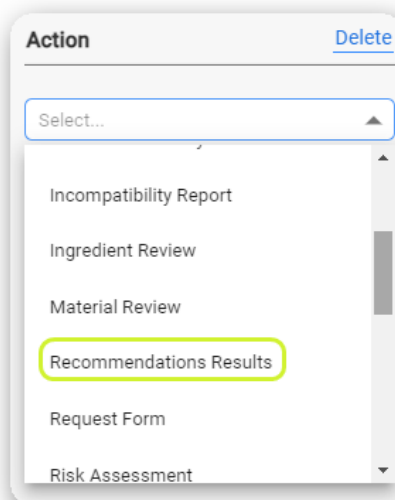 Action Delete
Select...
Incompatibility Report
Ingredient Review
Material Review
Recommendations Results
Request Form
Risk Assessment